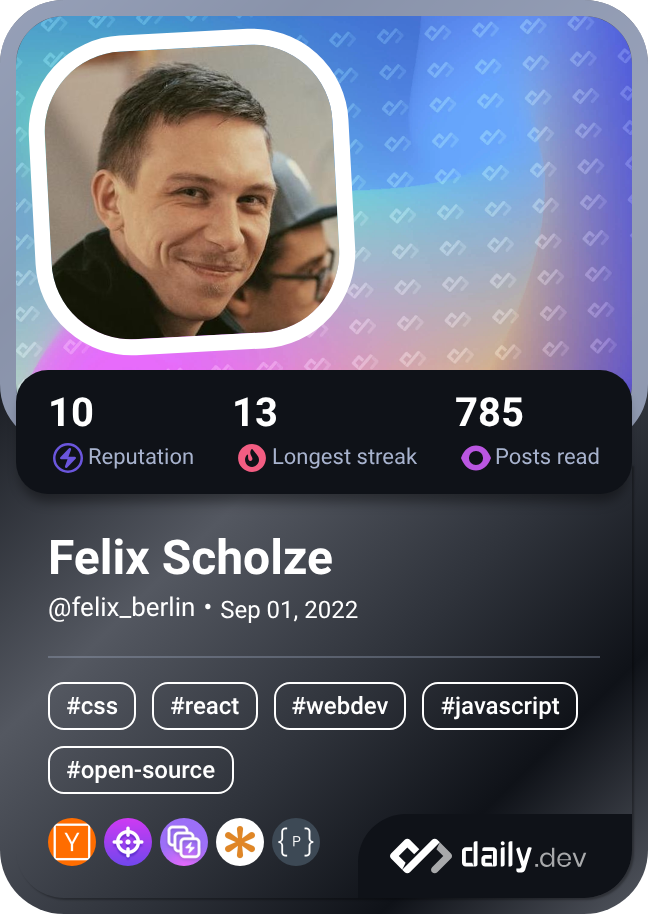 10 13 785
Reputation Longest streak Posts read
Felix Scholze
@felix_berlin • Sep 01, 2022
#css #react #webdev #javascript
#open-source
Y {P} daily.dev